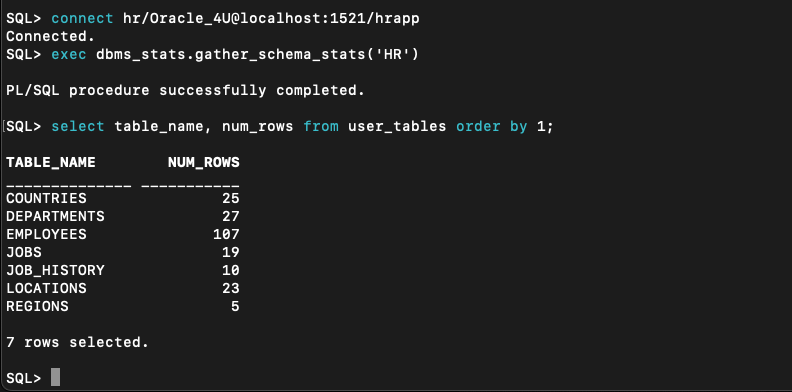 SQL> connect hr/Oracle_4U@localhost:1521/hrapp
Connected.
SQL> exec dbms_stats.gather_schema_stats('HR')
PL/SQL procedure successfully completed.
SQL> select table_name, num_rows from user_tables order by 1;
TABLE_NAME        NUM_ROWS
______________ ___________
COUNTRIES               25
DEPARTMENTS             27
EMPLOYEES              107
JOBS                    19
JOB_HISTORY             10
LOCATIONS               23
REGIONS                  5
7 rows selected.
SQL>